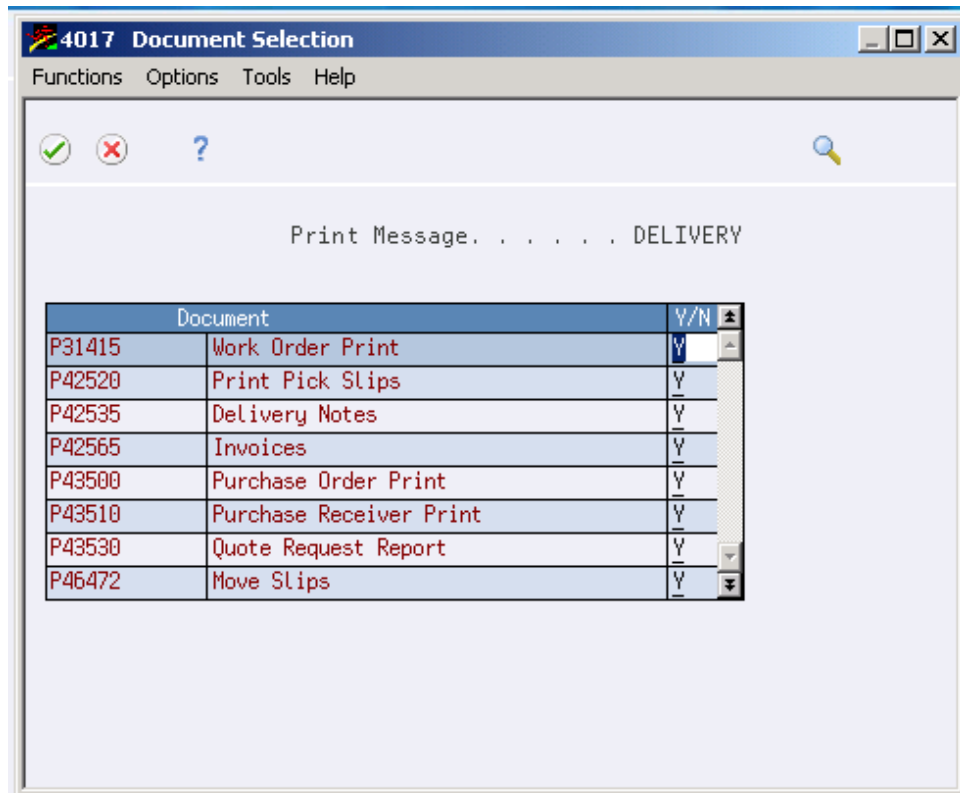 4017 Document Selection
Functions Options Tools Help
?
Print Message. . . . . . DELIVERY
Document Y/N
P31415 Work Order Print Y
P42520 Print Pick Slips Y
P42535 Delivery Notes Y
P42565 Invoices Y
P43500 Purchase Order Print Y
P43510 Purchase Receiver Print Y
P43530 Quote Request Report Y
P46472 Move Slips Y